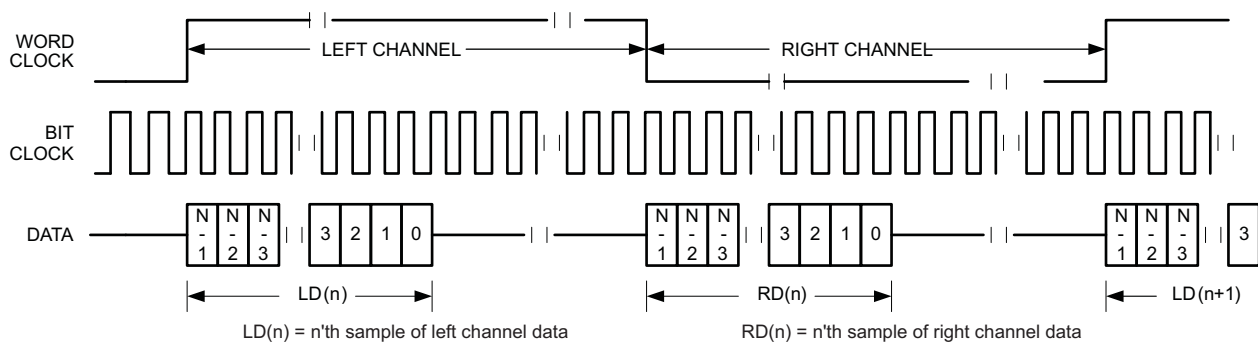 WORD
CLOCK
LEFT CHANNEL
RIGHT CHANNEL
BIT
CLOCK
DATA
N-1 N-2 N-3 3 2 1 0
N-1 N-2 N-3 3 2 1 0
N-1 N-2 N-3 3
LD(n)
RD(n)
LD(n+1)
LD(n) = n'th sample of left channel data
RD(n) = n'th sample of right channel data